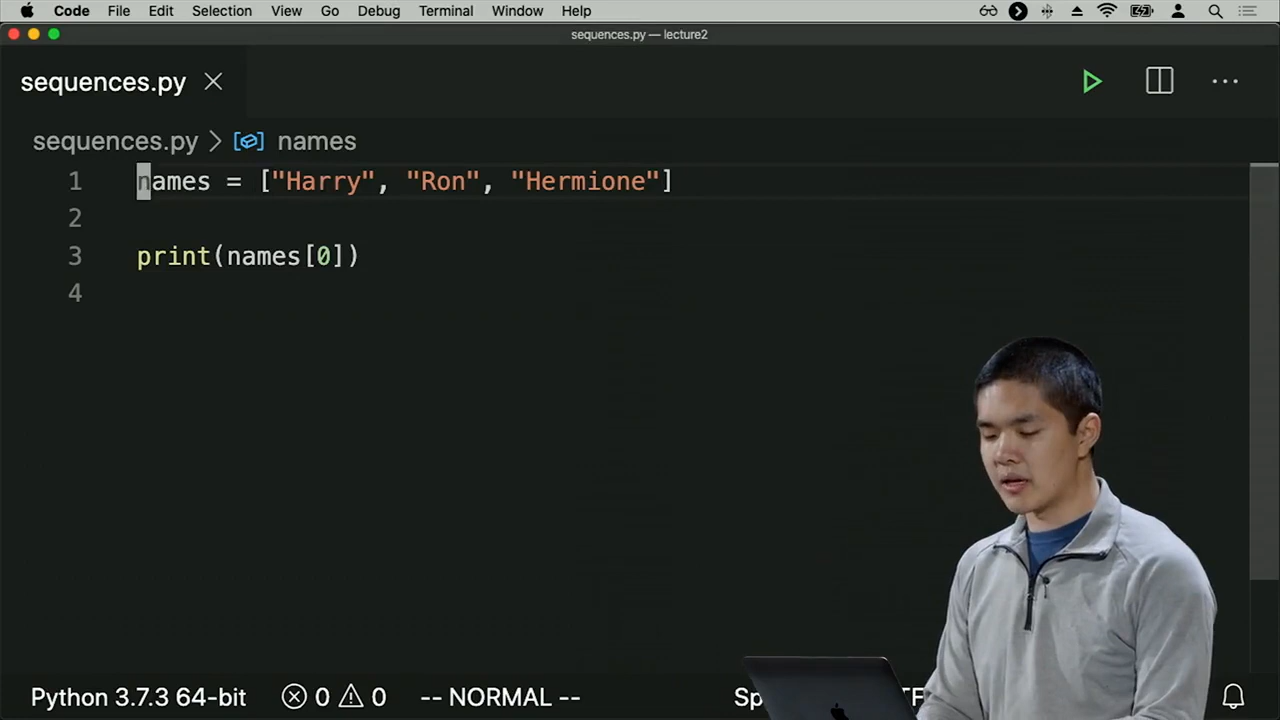 Code File Edit Selection View Go Debug Terminal Window Help
sequences.py — lecture2
sequences.py
sequences.py > names
1 names = ["Harry", "Ron", "Hermione"]
2
3 print(names[0])
4
Python 3.7.3 64-bit 0 0 -- NORMAL --